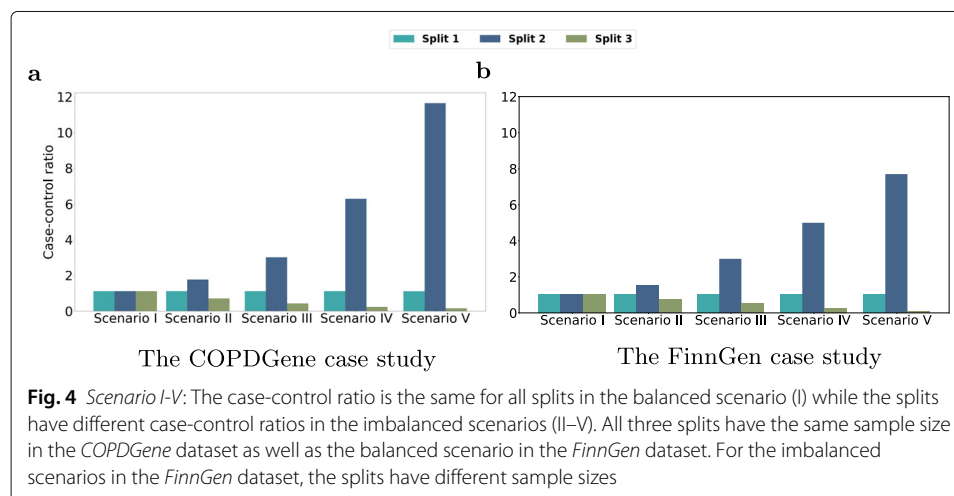 Split 1 Split 2 Split 3
a
b
Case-control ratio
12
10
8
6
4
2
0
Scenario I Scenario II Scenario III Scenario IV Scenario V
The COPDGene case study
12
10
8
6
4
2
0
Scenario I Scenario II Scenario III Scenario IV Scenario V
The FinnGen case study
Fig. 4 Scenario I-V: The case-control ratio is the same for all splits in the balanced scenario (I) while the splits
have different case-control ratios in the imbalanced scenarios (II–V). All three splits have the same sample size
in the COPDGene dataset as well as the balanced scenario in the FinnGen dataset. For the imbalanced
scenarios in the FinnGen dataset, the splits have different sample sizes